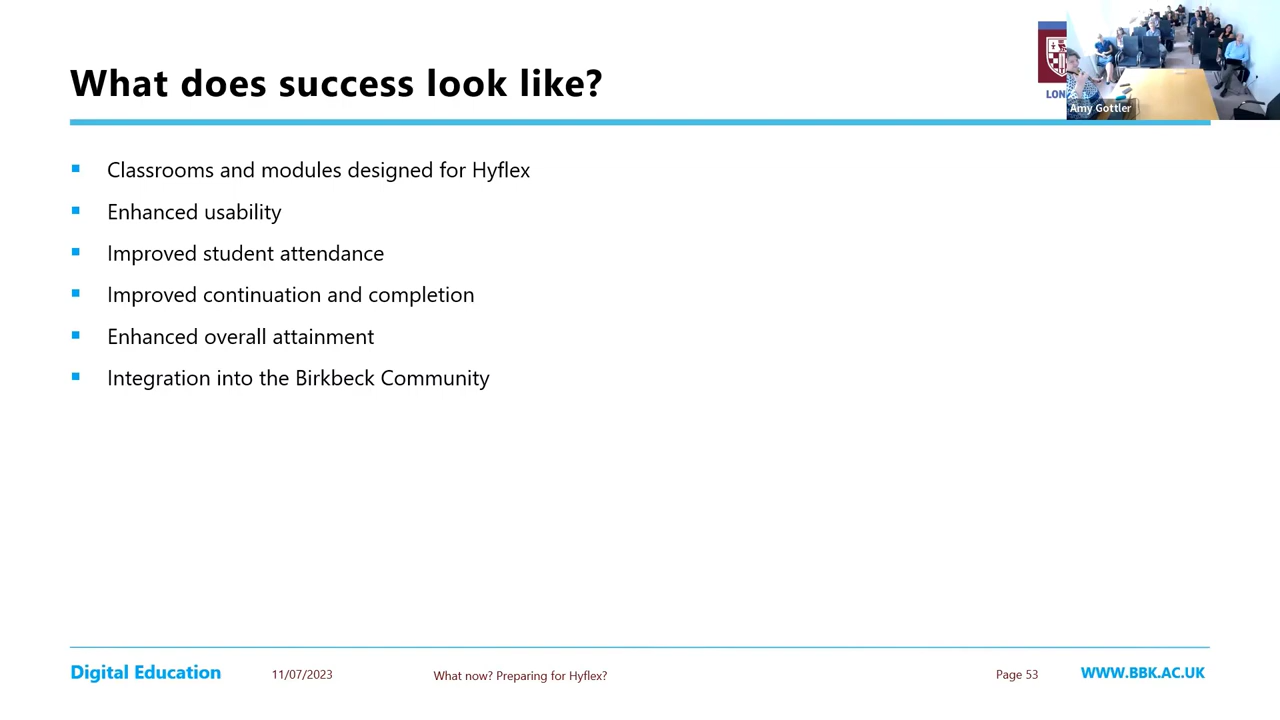 What does success look like?
LON
Amy Gottler
Classrooms and modules designed for Hyflex
Enhanced usability
Improved student attendance
Improved continuation and completion
Enhanced overall attainment
Integration into the Birkbeck Community
Digital Education
11/07/2023
What now? Preparing for Hyflex?
Page 53
WWW.BBK.AC.UK